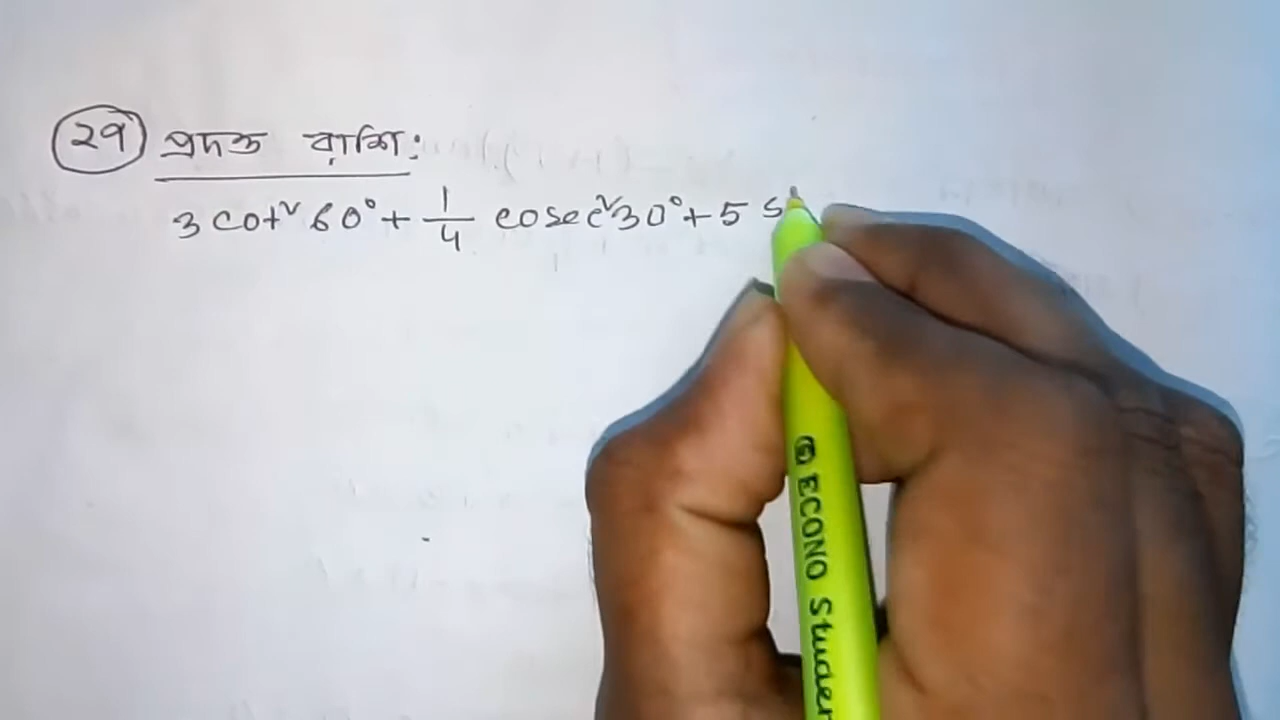 ২৭ প্রদত্ত রাশি:
3 cot² 60° + 1/4 cosec² 30° + 5 s
ECONO Studen